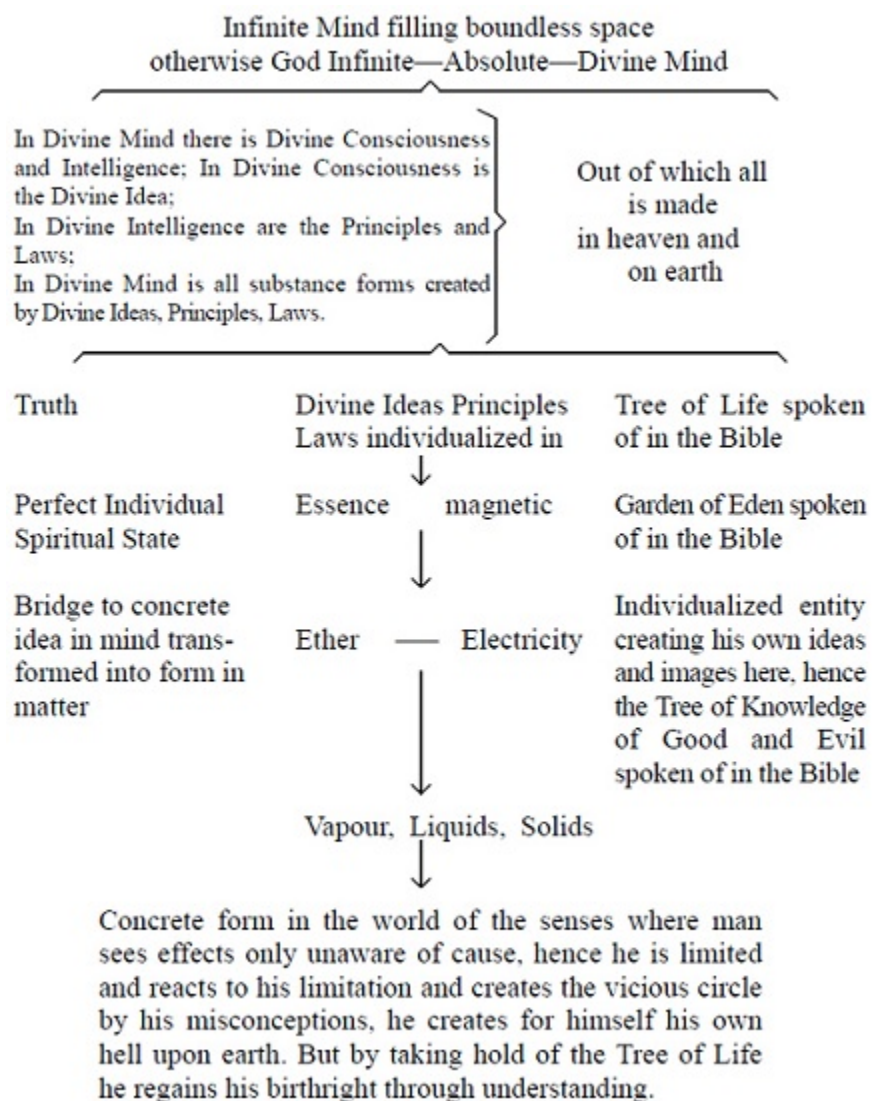 Infinite Mind filling boundless space
otherwise God Infinite—Absolute—Divine Mind
In Divine Mind there is Divine Consciousness
and Intelligence; In Divine Consciousness is
the Divine Idea;
In Divine Intelligence are the Principles and
Laws;
In Divine Mind is all substance forms created
by Divine Ideas, Principles, Laws.
Out of which all
is made
in heaven and
on earth
Truth
Divine Ideas Principles
Laws individualized in
Tree of Life spoken
of in the Bible
Perfect Individual
Spiritual State
Essence magnetic
Garden of Eden spoken
of in the Bible
Bridge to concrete
idea in mind trans-
formed into form in
matter
Ether — Electricity
Individualized entity
creating his own ideas
and images here, hence
the Tree of Knowledge
of Good and Evil
spoken of in the Bible
Vapour, Liquids, Solids
Concrete form in the world of the senses where man
sees effects only unaware of cause, hence he is limited
and reacts to his limitation and creates the vicious circle
by his misconceptions, he creates for himself his own
hell upon earth. But by taking hold of the Tree of Life
he regains his birthright through understanding.